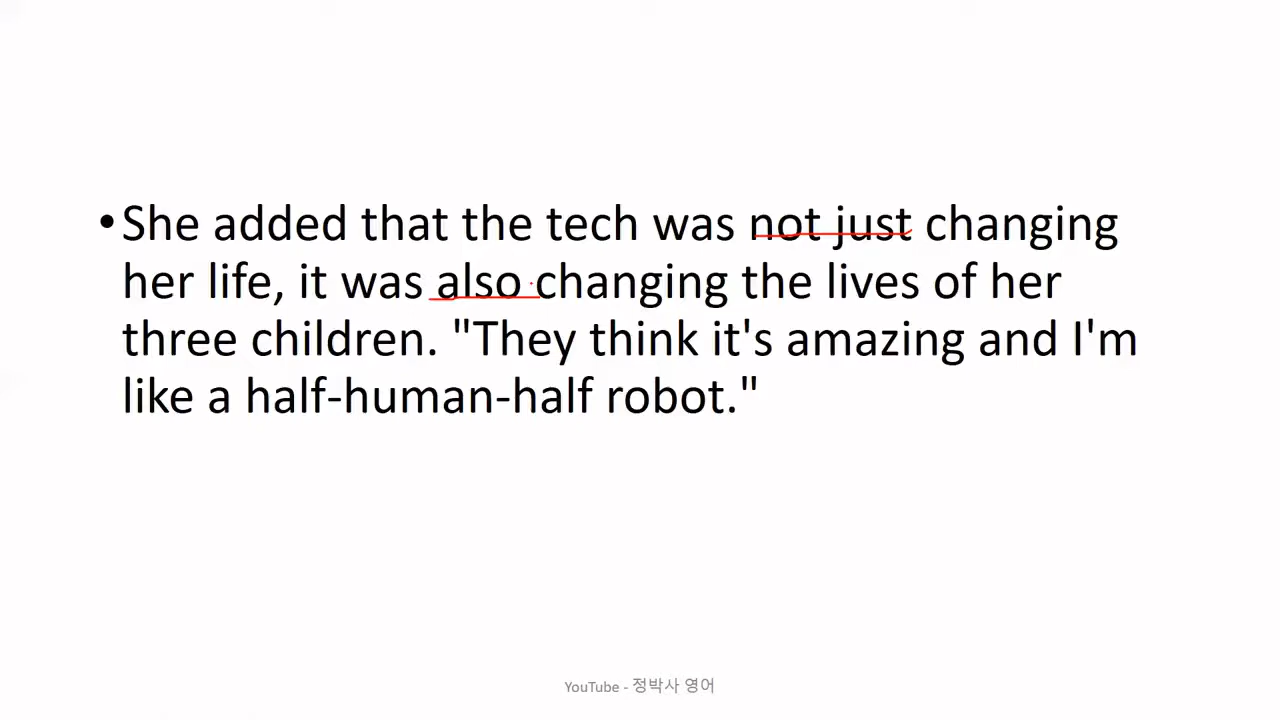 •She added that the tech was not just changing
her life, it was also changing the lives of her
three children. "They think it's amazing and I'm
like a half-human-half robot."
YouTube - 정박사 영어